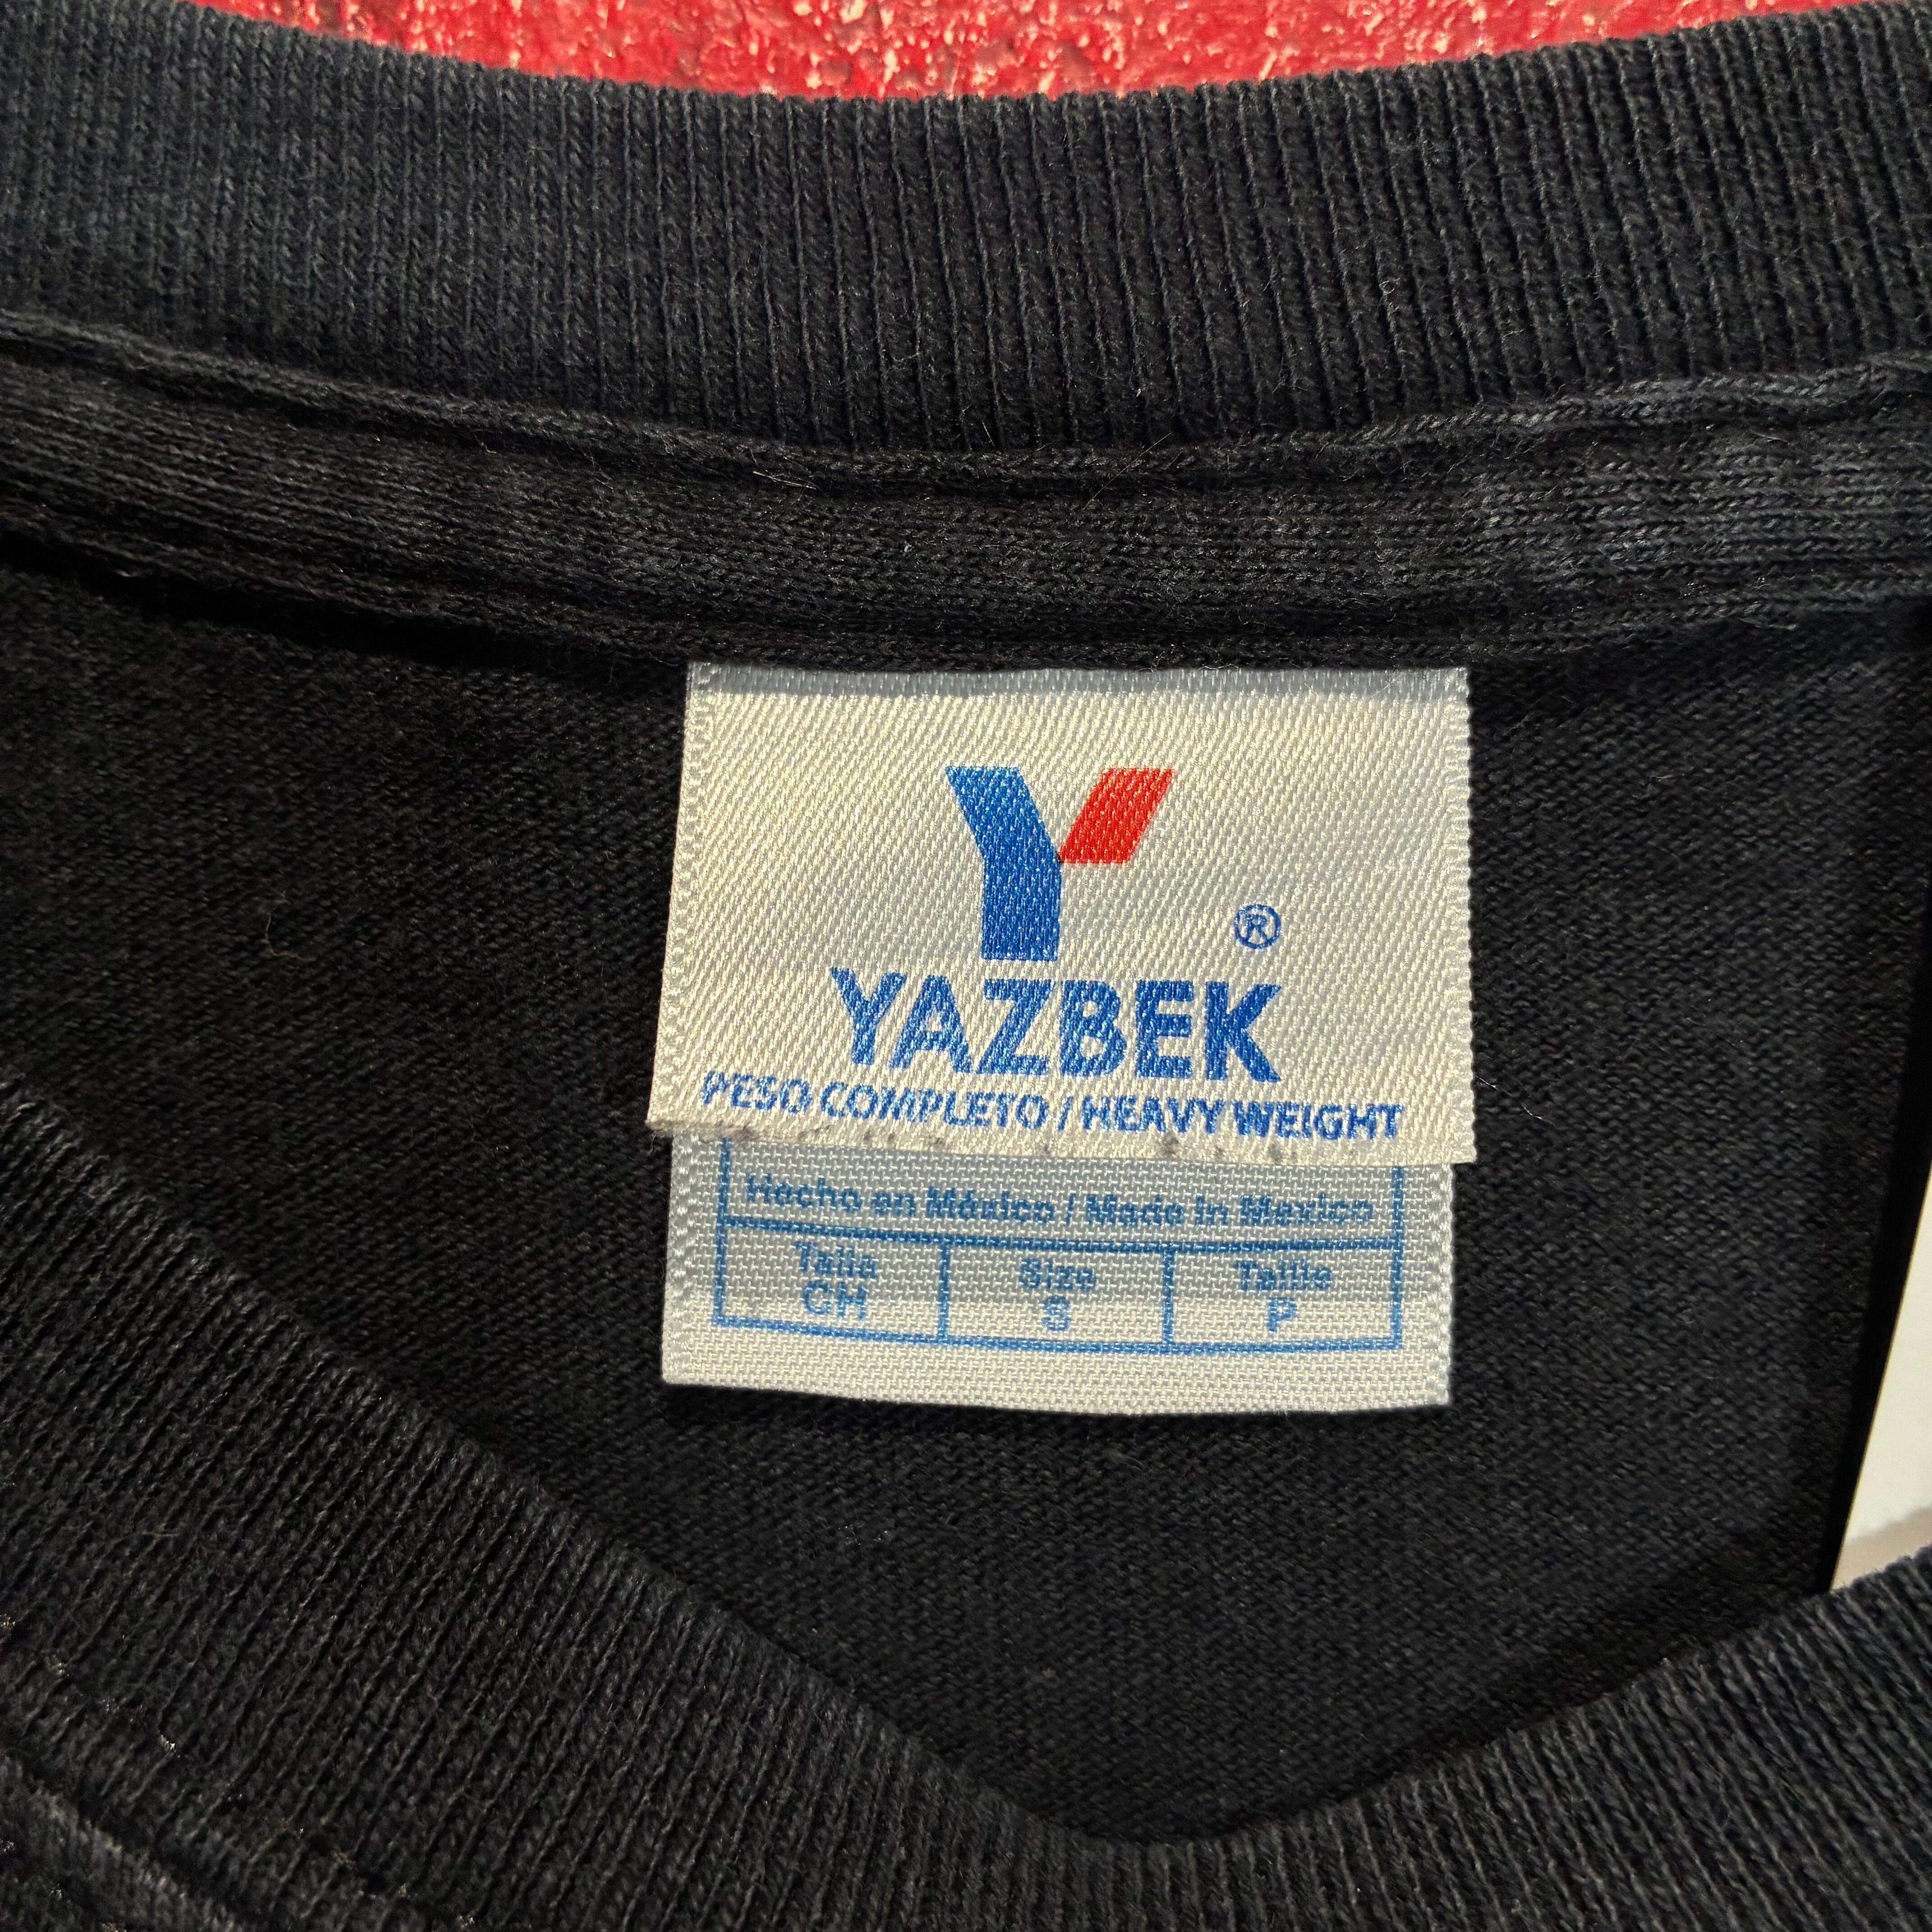 Y
®
YAZBEK
PESO COMPLETO / HEAVY WEIGHT
Hecho en México / Made in Mexico
Talla Size Taille
CH S P